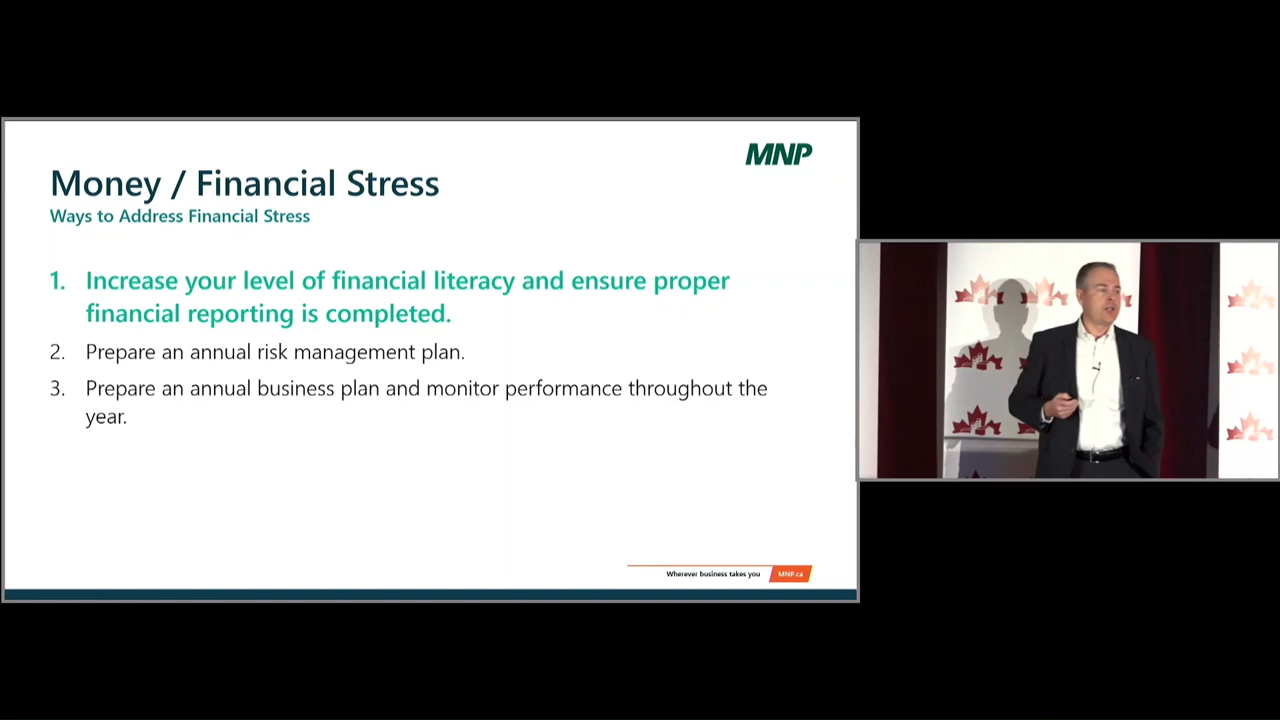 MNP
Money / Financial Stress
Ways to Address Financial Stress
1. Increase your level of financial literacy and ensure proper
financial reporting is completed.
2. Prepare an annual risk management plan.
3. Prepare an annual business plan and monitor performance throughout the
year.
Wherever business takes you
MNP.ca